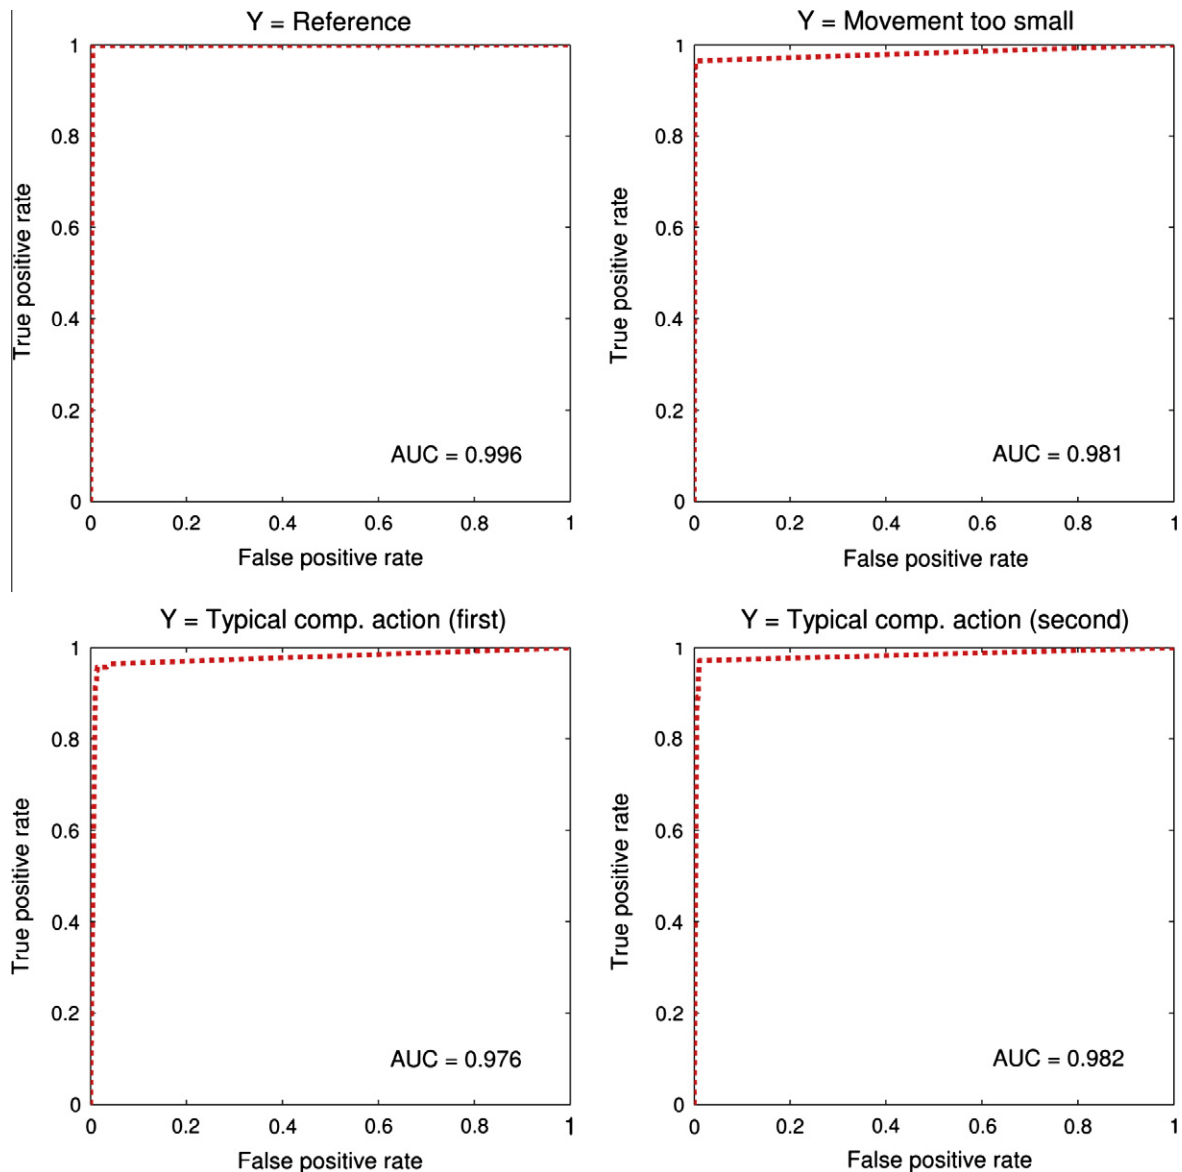 Y = Reference
1
0.8
0.6
0.4
0.2
0
True positive rate
AUC = 0.996
0 0.2 0.4 0.6 0.8 1
False positive rate
Y = Movement too small
1
0.8
0.6
0.4
0.2
0
True positive rate
AUC = 0.981
0 0.2 0.4 0.6 0.8 1
False positive rate
Y = Typical comp. action (first)
1
0.8
0.6
0.4
0.2
0
True positive rate
AUC = 0.976
0 0.2 0.4 0.6 0.8 1
False positive rate
Y = Typical comp. action (second)
1
0.8
0.6
0.4
0.2
0
True positive rate
AUC = 0.982
0 0.2 0.4 0.6 0.8 1
False positive rate